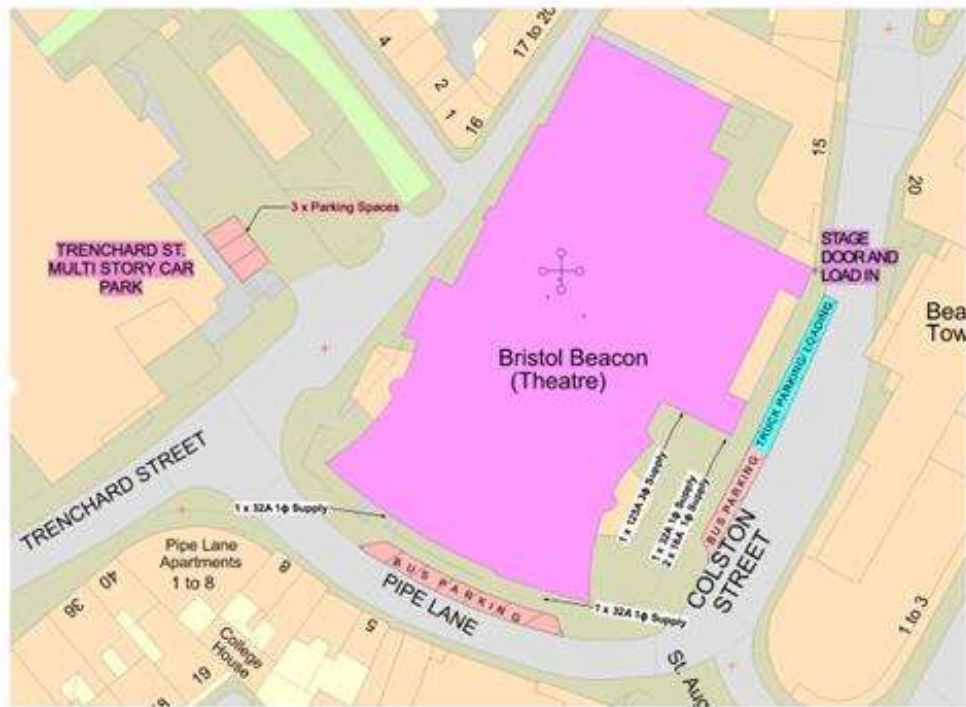 4
2
1
16
17 to 20
15
20
3 x Parking Spaces
TRENCHARD ST.
MULTI STORY CAR
PARK
STAGE
DOOR AND
LOAD IN
Bea
Tow
Bristol Beacon
(Theatre)
TRUCK PARKING/ LOADING
BUS PARKING
1 x 125A 3ϕ Supply
1 x 32A 1ϕ Supply
2 x 16A 1ϕ Supply
TRENCHARD STREET
1 x 32A 1ϕ Supply
COLSTON
STREET
Pipe Lane
Apartments
1 to 8
8
40
36
BUS PARKING
PIPE LANE
1 x 32A 1ϕ Supply
5
1 to 3
College
House
19
18
St. Aug